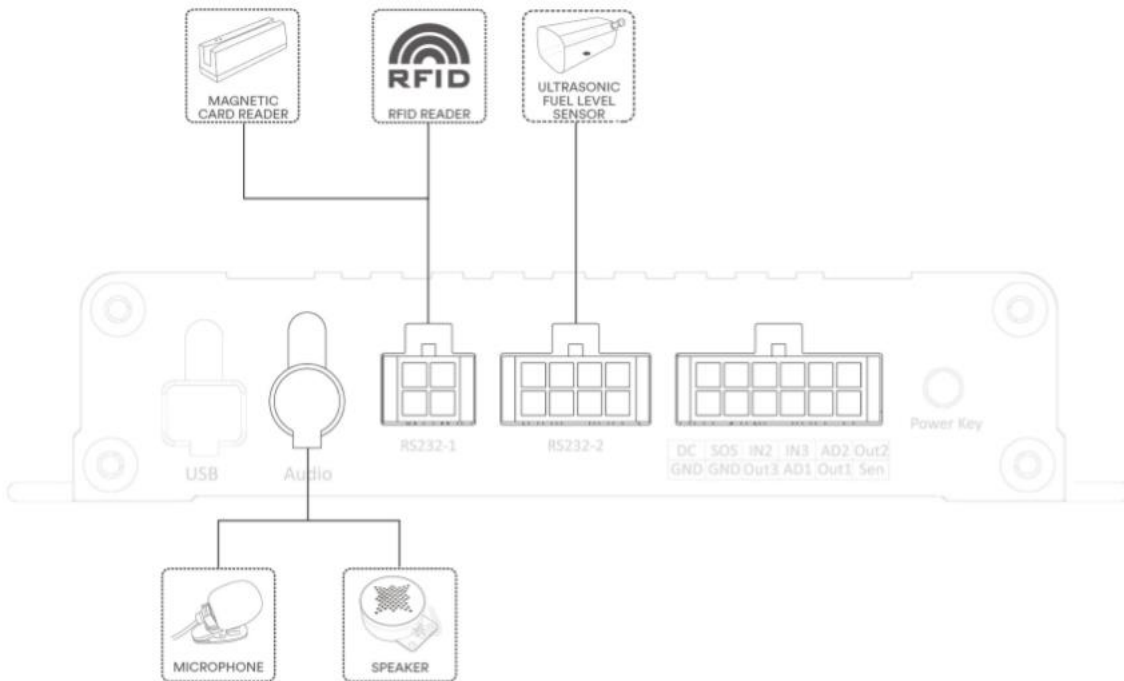 MAGNETIC
CARD READER
RFID
RFID READER
ULTRASONIC
FUEL LEVEL
SENSOR
USB
Audio
RS232-1
RS232-2
DC SOS IN2 IN3 AD2 Out2
GND GND Out3 AD1 Out1 Sen
Power Key
MICROPHONE
SPEAKER